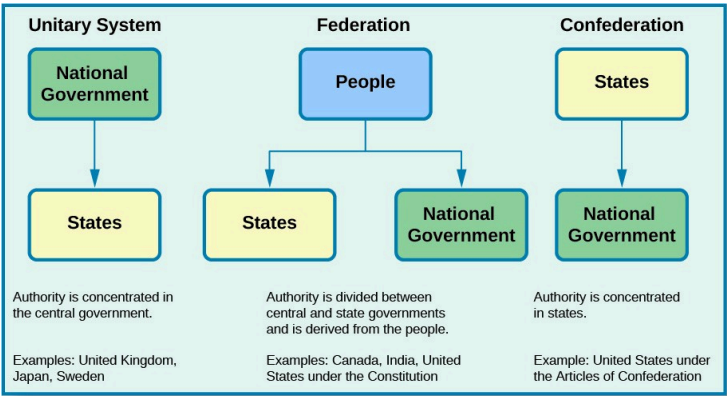 Unitary System
National
Government
States
Authority is concentrated in
the central government.
Examples: United Kingdom,
Japan, Sweden
Federation
People
States
National
Government
Authority is divided between
central and state governments
and is derived from the people.
Examples: Canada, India, United
States under the Constitution
Confederation
States
National
Government
Authority is concentrated
in states.
Example: United States under
the Articles of Confederation